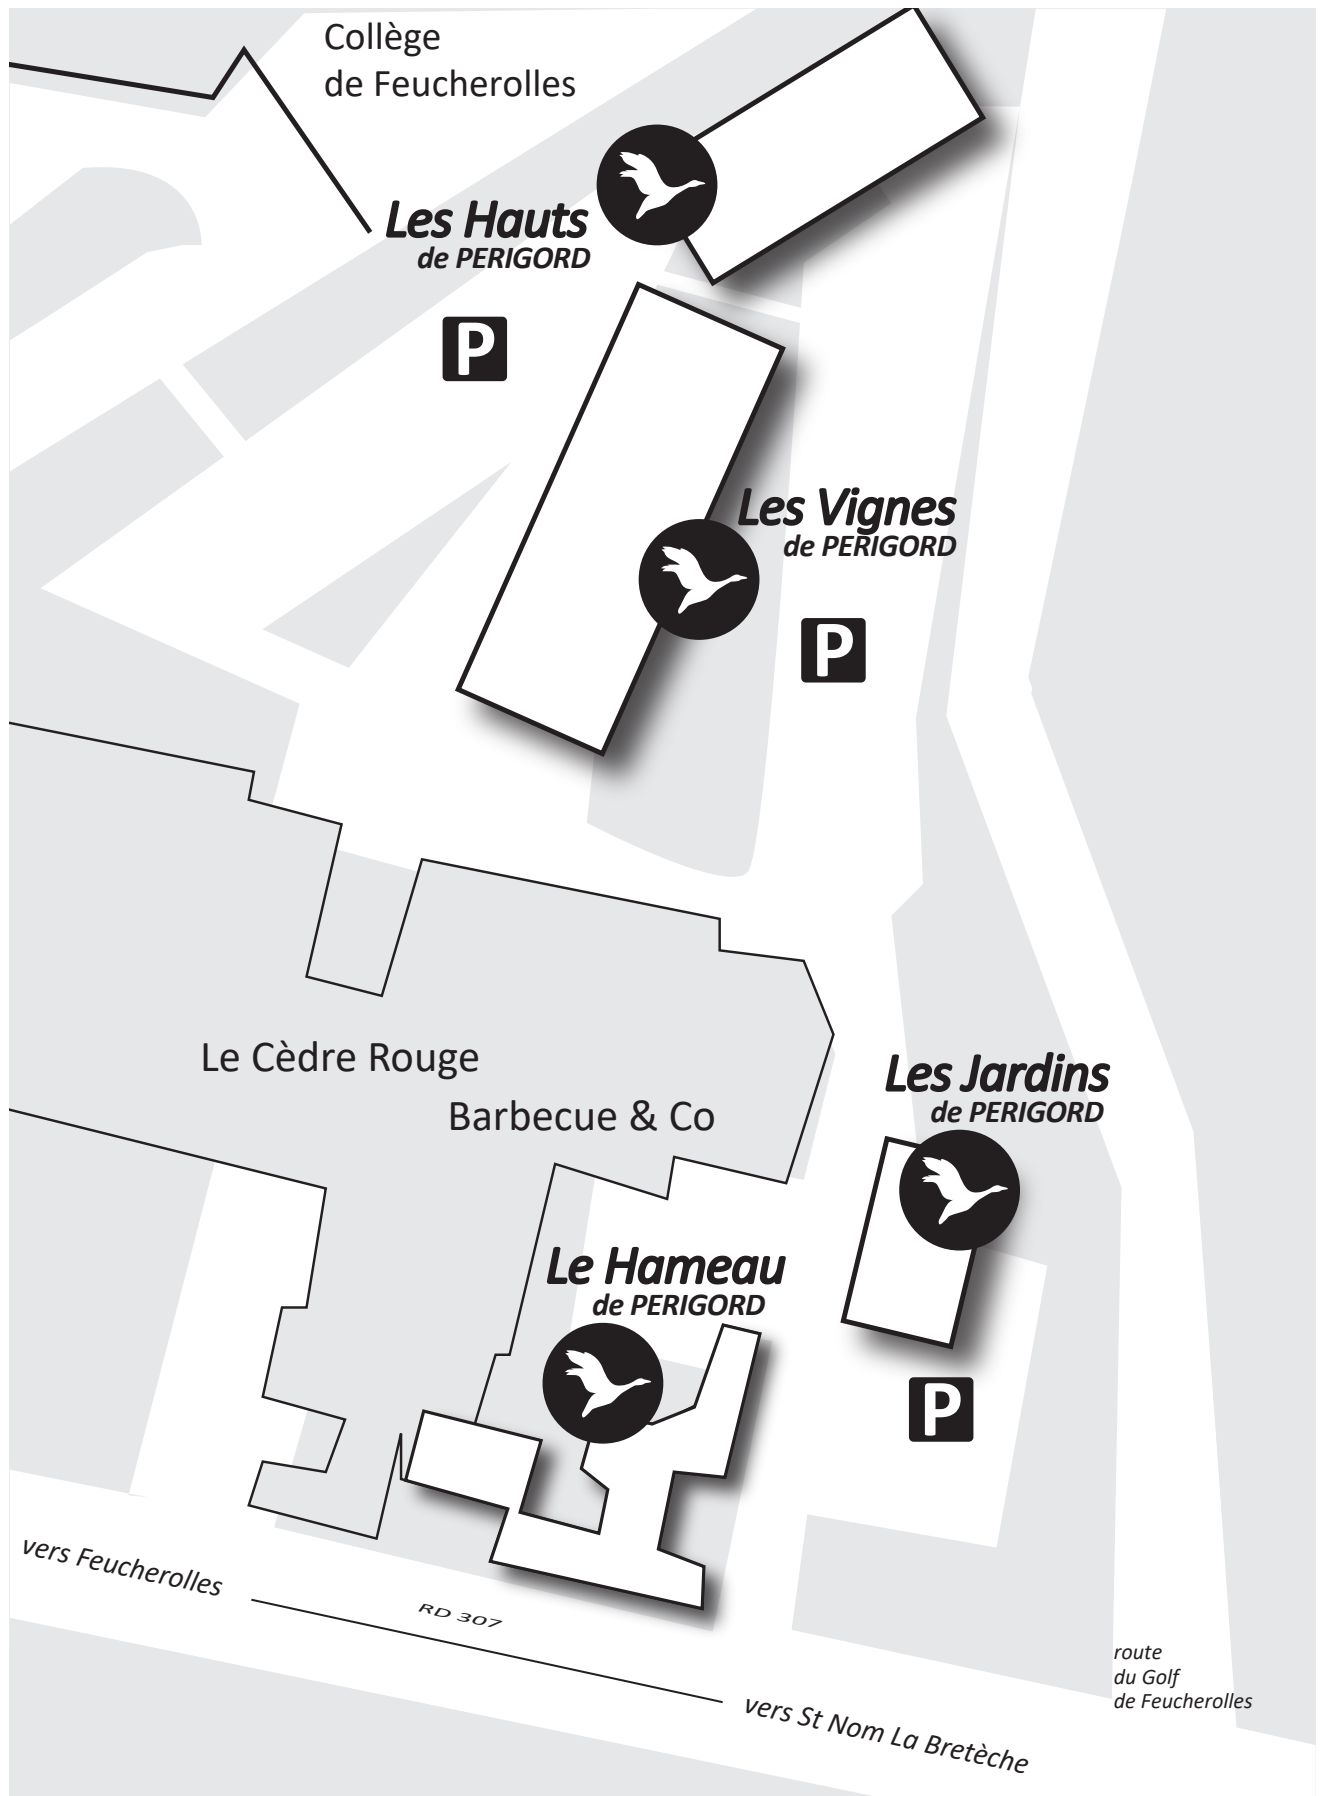 Collège
de Feucherolles
Les Hauts
de PERIGORD
P
Les Vignes
de PERIGORD
P
Le Cèdre Rouge
Barbecue & Co
Les Jardins
de PERIGORD
Le Hameau
de PERIGORD
P
vers Feucherolles
RD 307
vers St Nom La Bretèche
route
du Golf
de Feucherolles